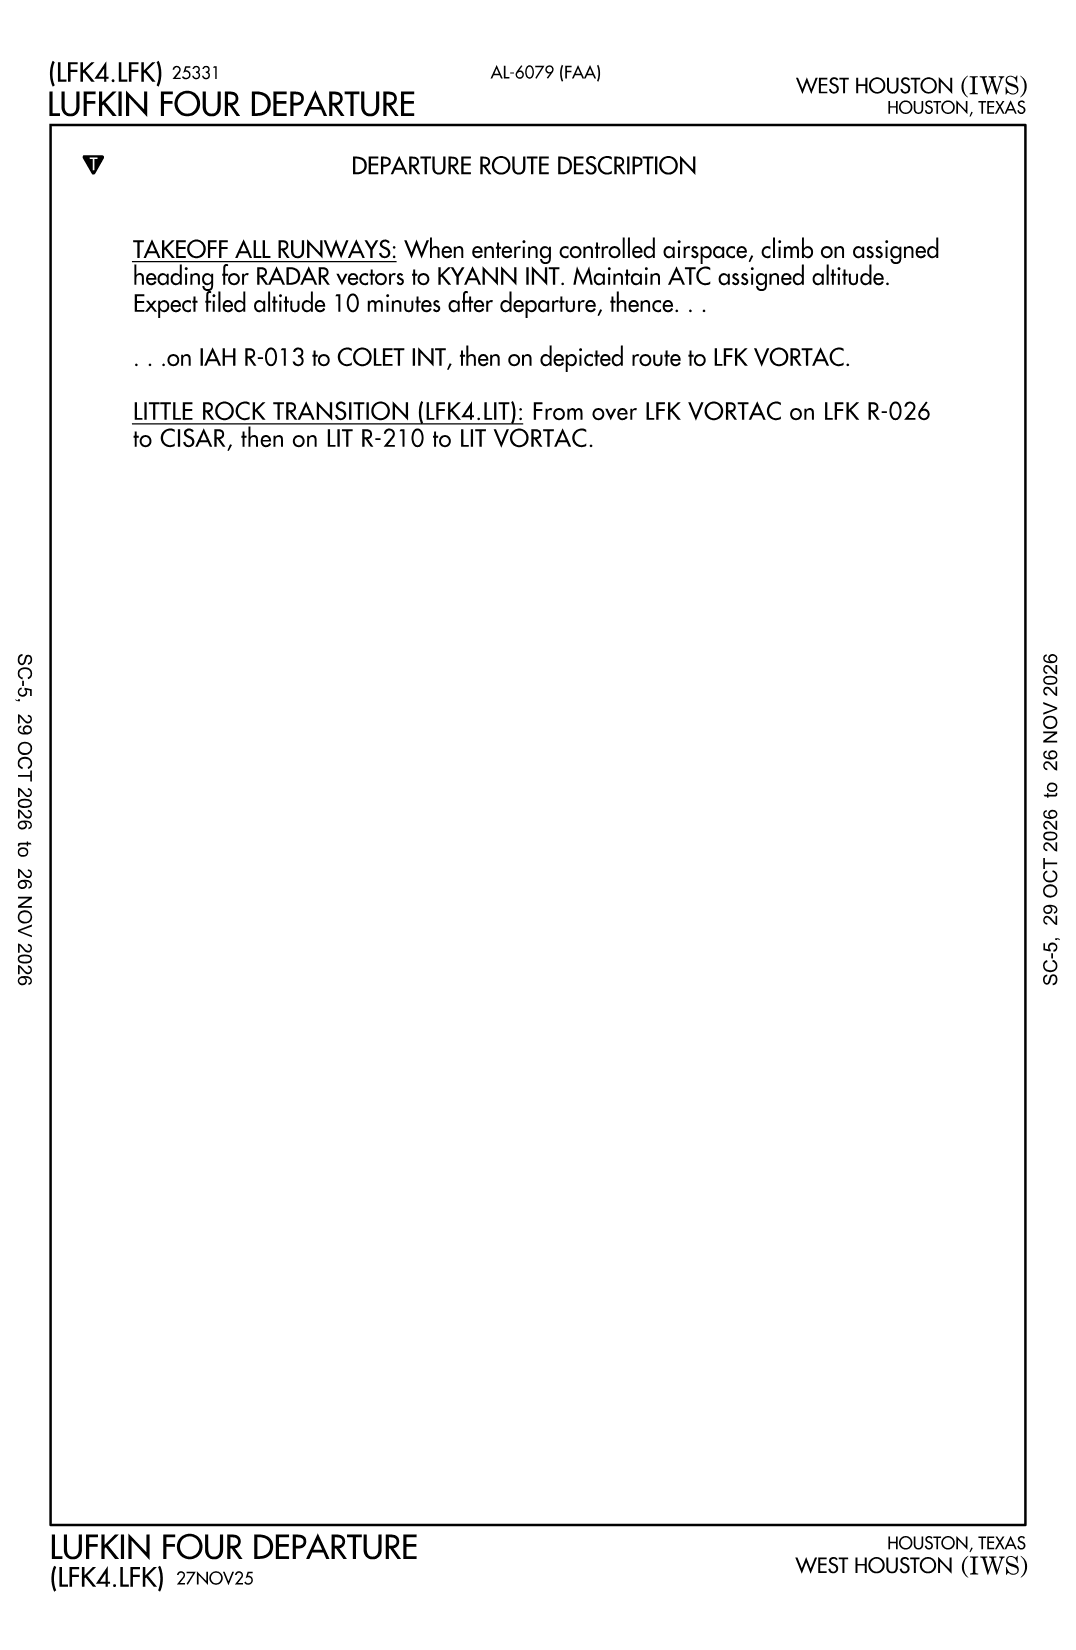 (LFK4.LFK) 25331
AL-6079 (FAA)
WEST HOUSTON (IWS)
LUFKIN FOUR DEPARTURE
HOUSTON, TEXAS
T
DEPARTURE ROUTE DESCRIPTION
TAKEOFF ALL RUNWAYS: When entering controlled airspace, climb on assigned
heading for RADAR vectors to KYANN INT. Maintain ATC assigned altitude.
Expect filed altitude 10 minutes after departure, thence. . .
. . .on IAH R-013 to COLET INT, then on depicted route to LFK VORTAC.
LITTLE ROCK TRANSITION (LFK4.LIT): From over LFK VORTAC on LFK R-026
to CISAR, then on LIT R-210 to LIT VORTAC.
SC-5, 29 OCT 2026 to 26 NOV 2026
SC-5, 29 OCT 2026 to 26 NOV 2026
LUFKIN FOUR DEPARTURE
HOUSTON, TEXAS
(LFK4.LFK) 27NOV25
WEST HOUSTON (IWS)